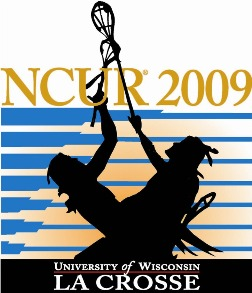 NCUR® 2009
UNIVERSITY of WISCONSIN
LA CROSSE